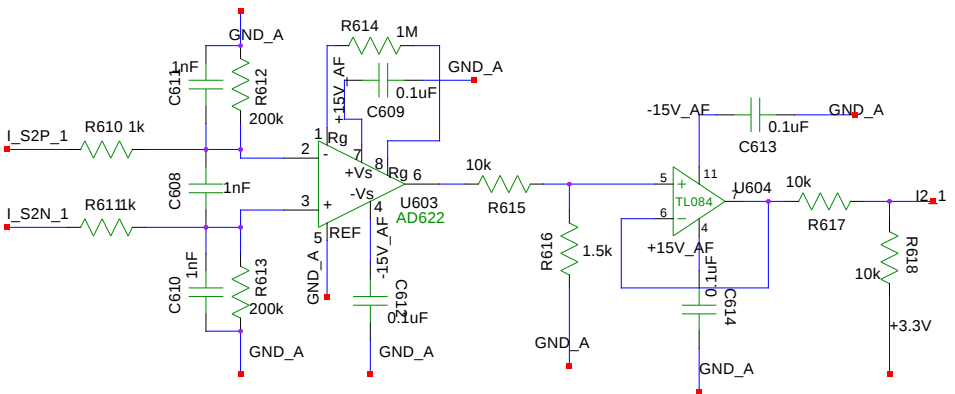 GND_A
R614
1M
1nF
C611
R612
200k
+15V_AF
C609
0.1uF
GND_A
-15V_AF
GND_A
0.1uF
C613
I_S2P_1
R610 1k
1
Rg
2
-
7
8
+Vs
Rg
6
C608
1nF
-Vs
U603
AD622
10k
R615
5
+
11
TL084
U604
7
10k
R617
I2_1
I_S2N_1
R611
1k
3
+
4
5
REF
6
−
4
+15V_AF
1nF
C610
R613
200k
GND_A
-15V_AF
C612
0.1uF
R616
1.5k
0.1uF
C614
10k
R618
+3.3V
GND_A
GND_A
GND_A
GND_A